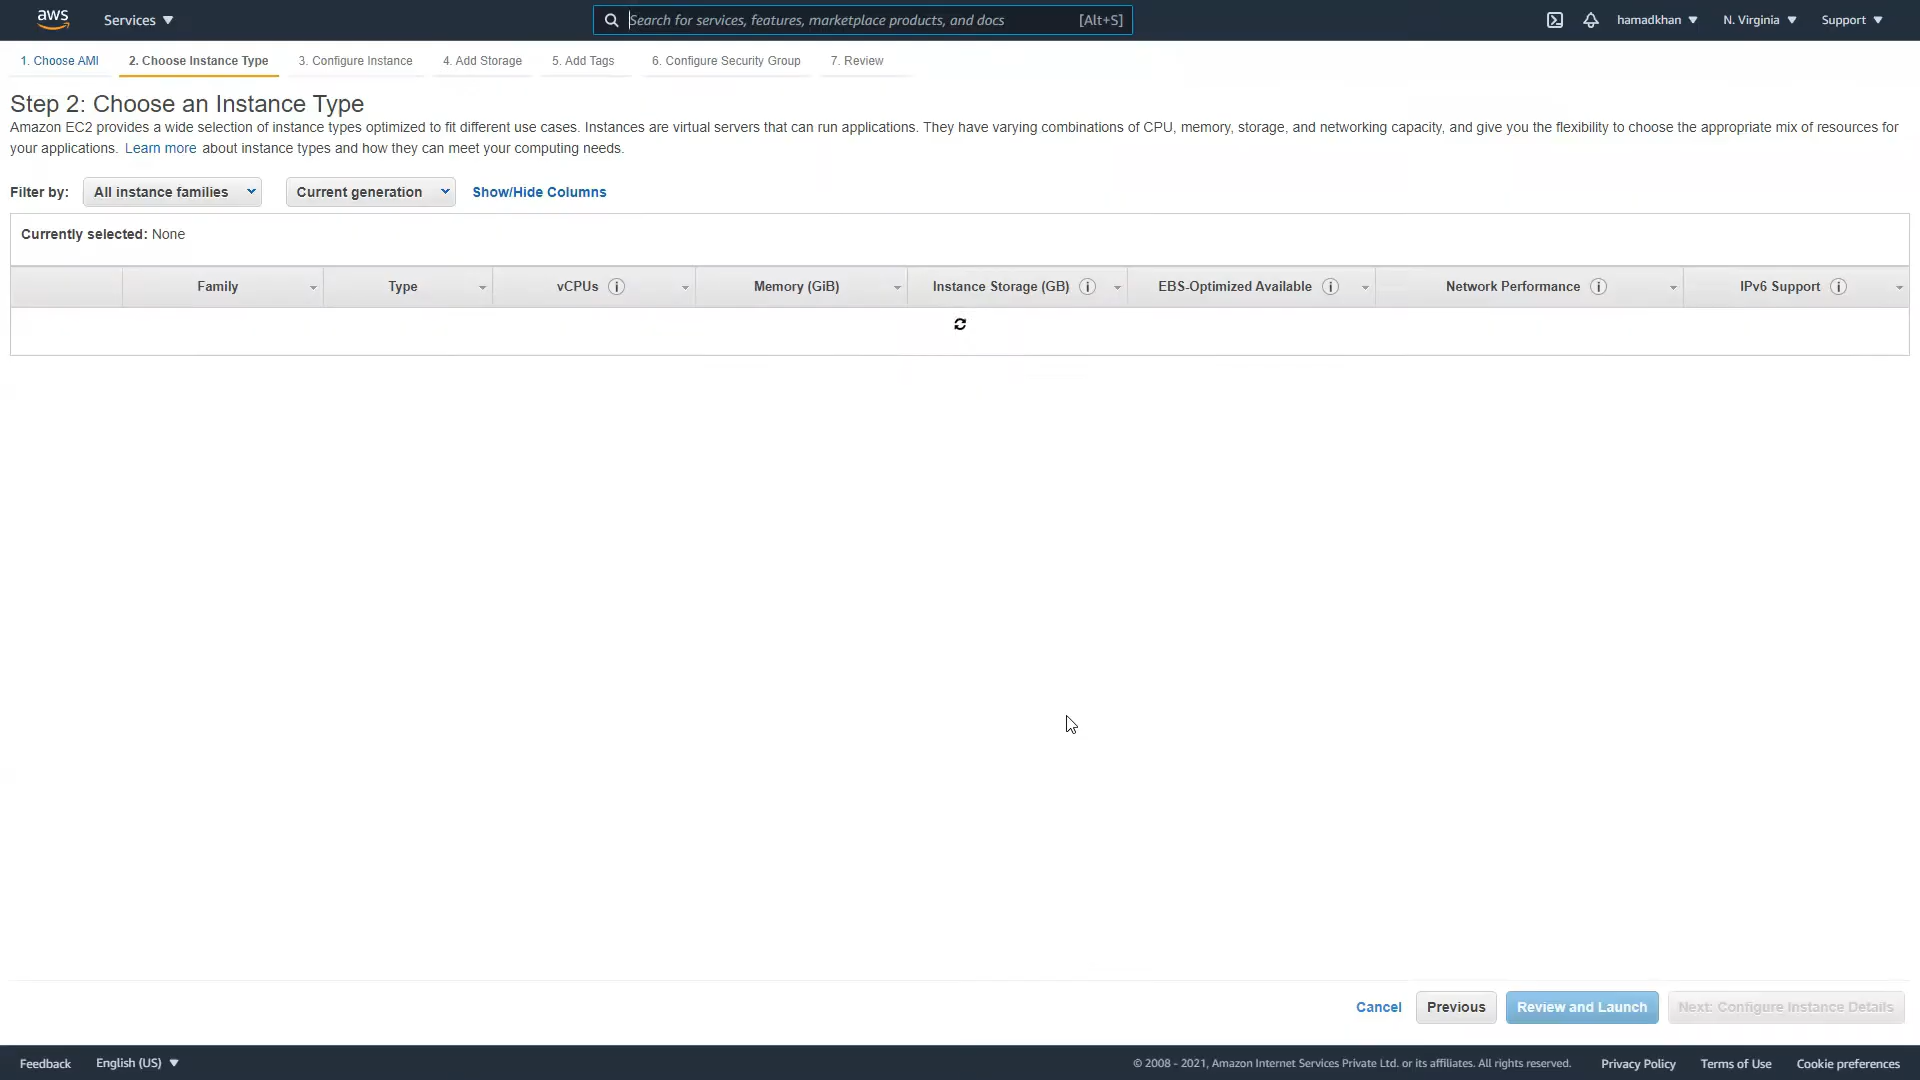 aws Services Search for services, features, marketplace products, and docs [Alt+S] hamadkhan N. Virginia Support
1. Choose AMI 2. Choose Instance Type 3. Configure Instance 4. Add Storage 5. Add Tags 6. Configure Security Group 7. Review
Step 2: Choose an Instance Type
Amazon EC2 provides a wide selection of instance types optimized to fit different use cases. Instances are virtual servers that can run applications. They have varying combinations of CPU, memory, storage, and networking capacity, and give you the flexibility to choose the appropriate mix of resources for
your applications. Learn more about instance types and how they can meet your computing needs.
Filter by: All instance families Current generation Show/Hide Columns
Currently selected: None
Family Type vCPUs i Memory (GiB) Instance Storage (GB) i EBS-Optimized Available i Network Performance i IPv6 Support i
Cancel Previous Review and Launch Next: Configure Instance Details
Feedback English (US) © 2008 - 2021, Amazon Internet Services Private Ltd. or its affiliates. All rights reserved. Privacy Policy Terms of Use Cookie preferences